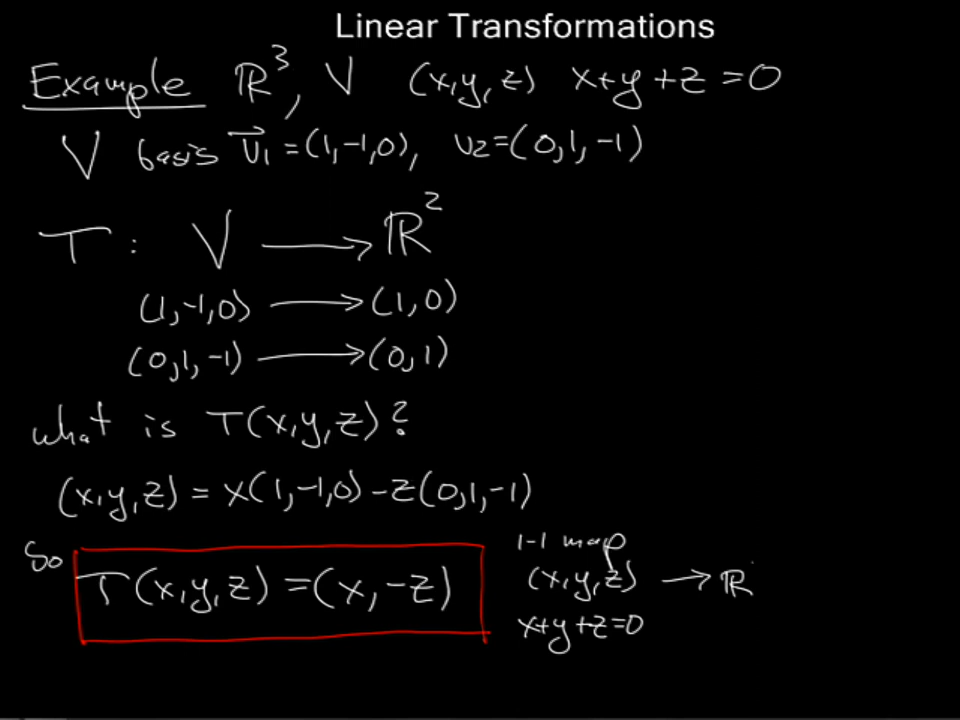 Linear Transformations
Example ℝ³, V (x,y,z) x+y+z=0
V basis v⃗₁=(1,-1,0), v₂=(0,1,-1)
T : V ⟶ ℝ²
(1,-1,0) ⟶ (1,0)
(0,1,-1) ⟶ (0,1)
what is T(x,y,z)?
(x,y,z) = x(1,-1,0) -z(0,1,-1)
So T(x,y,z) =(x,-z)
1-1 map
(x,y,z) ⟶ ℝ
x+y+z=0